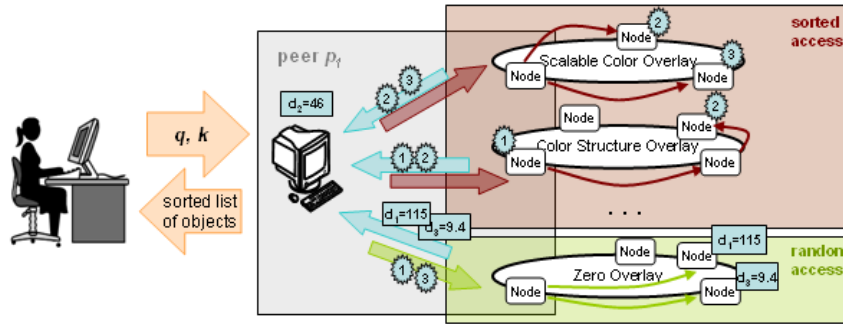 sorted
access
Node
2
peer p1
Scalable Color Overlay
3
3
2
Node
Node
d2=46
Node
Node
2
q, k
1
Color Structure Overlay
1
2
Node
Node
sorted list
of objects
d1=115
d3=9.4
. . .
Node
Node
d1=115
random
access
Zero Overlay
d3=9.4
1
3
Node
Node